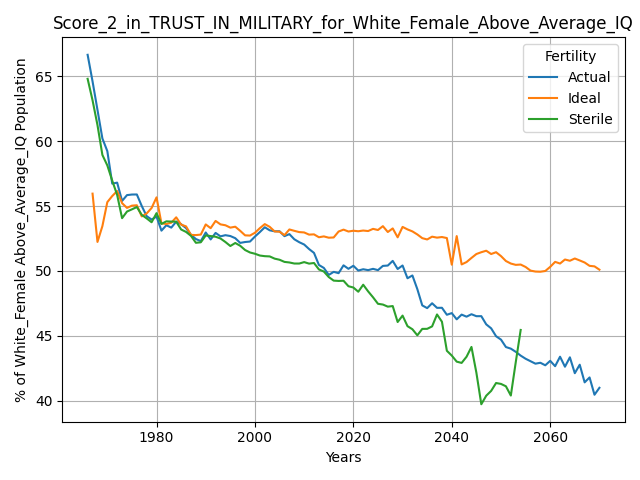 Score_2_in_TRUST_IN_MILITARY_for_White_Female_Above_Average_IQ
Fertility
Actual
Ideal
Sterile
% of White_Female Above_Average_IQ Population
65
60
55
50
45
40
1980
2000
2020
2040
2060
Years